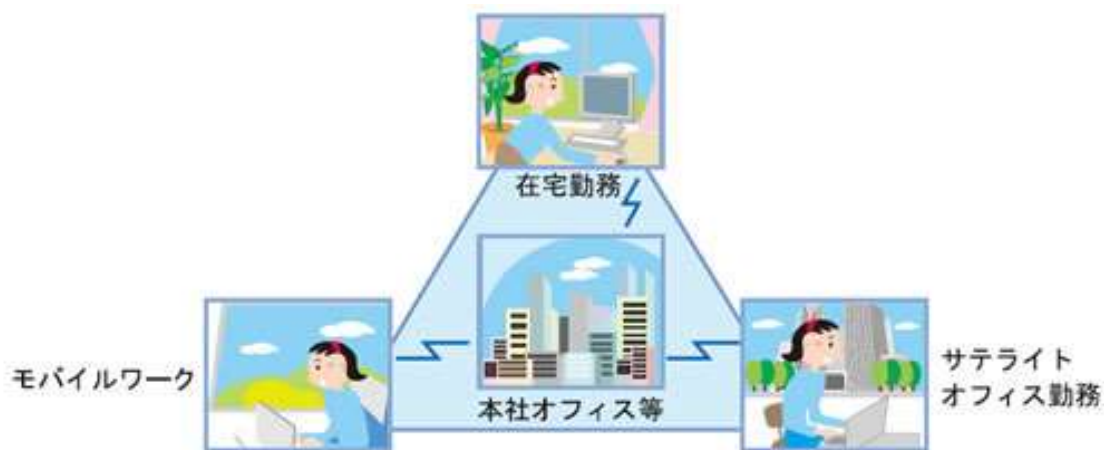 在宅勤務
本社オフィス等
モバイルワーク
サテライト
オフィス勤務